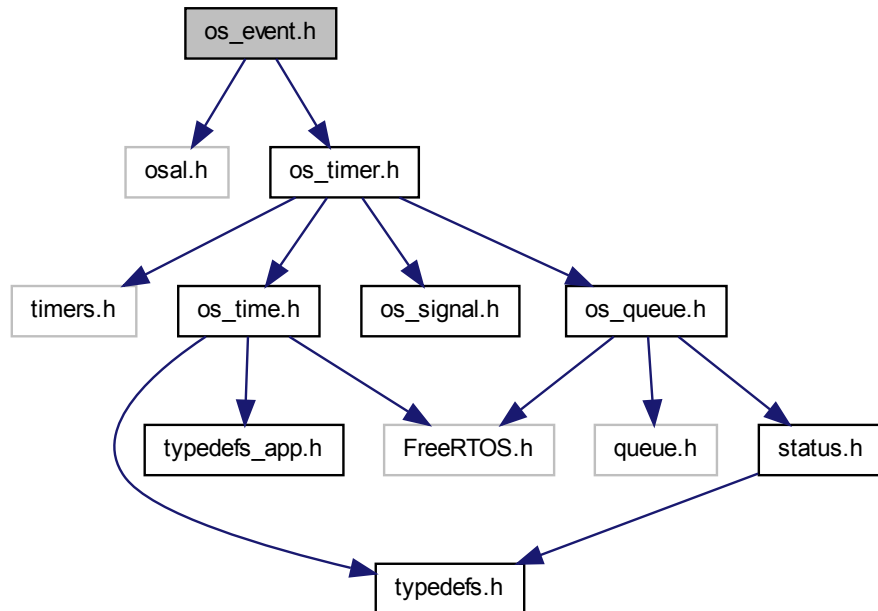 os_event.h
osal.h
os_timer.h
timers.h
os_time.h
os_signal.h
os_queue.h
typedefs_app.h
FreeRTOS.h
queue.h
status.h
typedefs.h